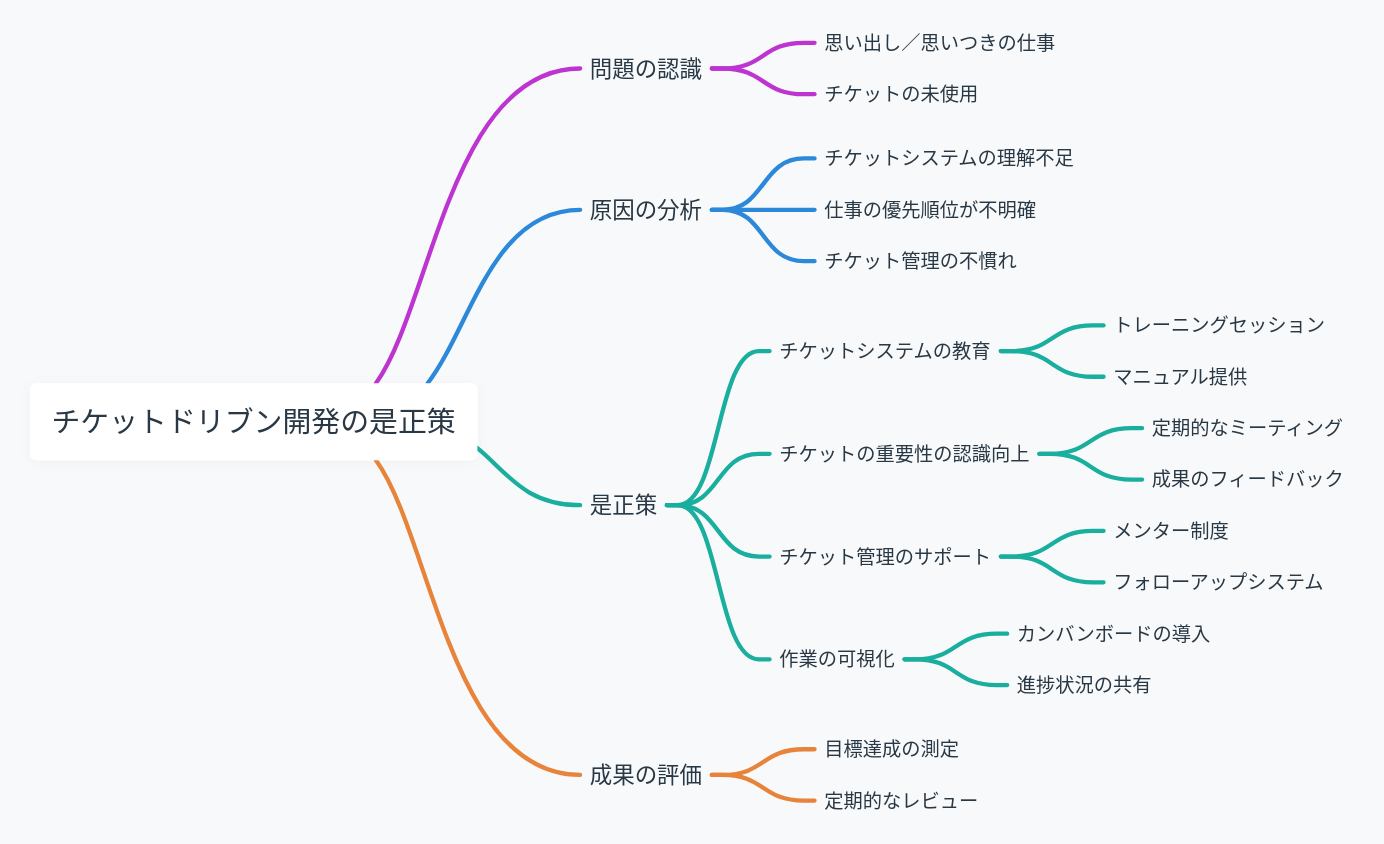 チケットドリブン開発の是正策
問題の認識
思い出し／思いつきの仕事
チケットの未使用
原因の分析
チケットシステムの理解不足
仕事の優先順位が不明確
チケット管理の不慣れ
是正策
チケットシステムの教育
トレーニングセッション
マニュアル提供
チケットの重要性の認識向上
定期的なミーティング
成果のフィードバック
チケット管理のサポート
メンター制度
フォローアップシステム
作業の可視化
カンバンボードの導入
進捗状況の共有
成果の評価
目標達成の測定
定期的なレビュー